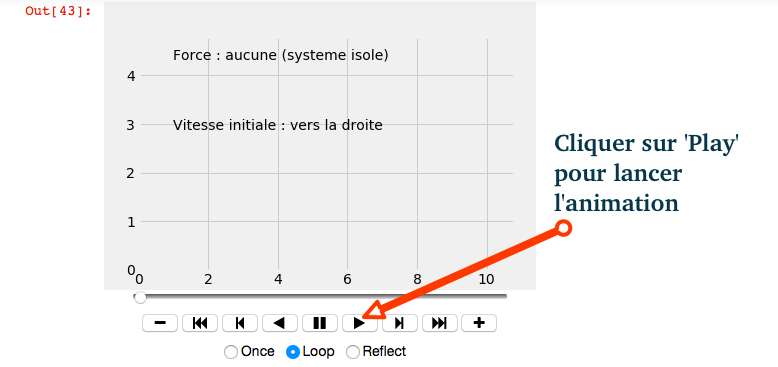 Out[43]:
Force : aucune (systeme isole)
4
3
Vitesse initiale : vers la droite
2
1
0
0 2 4 6 8 10
Cliquer sur 'Play'
pour lancer
l'animation
Once Loop Reflect